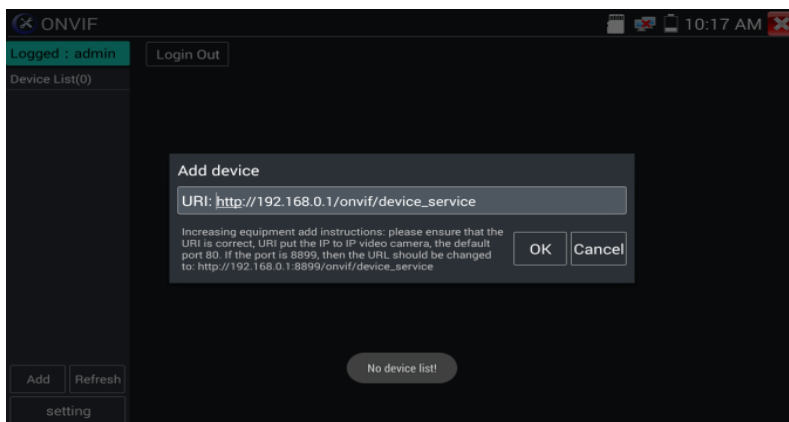 ONVIF
10:17 AM
Logged : admin
Login Out
Device List(0)
Add device
URI: http://192.168.0.1/onvif/device_service
Increasing equipment add instructions: please ensure that the
URI is correct, URI put the IP to IP video camera, the default
port 80. If the port is 8899, then the URL should be changed
to: http://192.168.0.1:8899/onvif/device_service
OK
Cancel
No device list!
Add
Refresh
setting